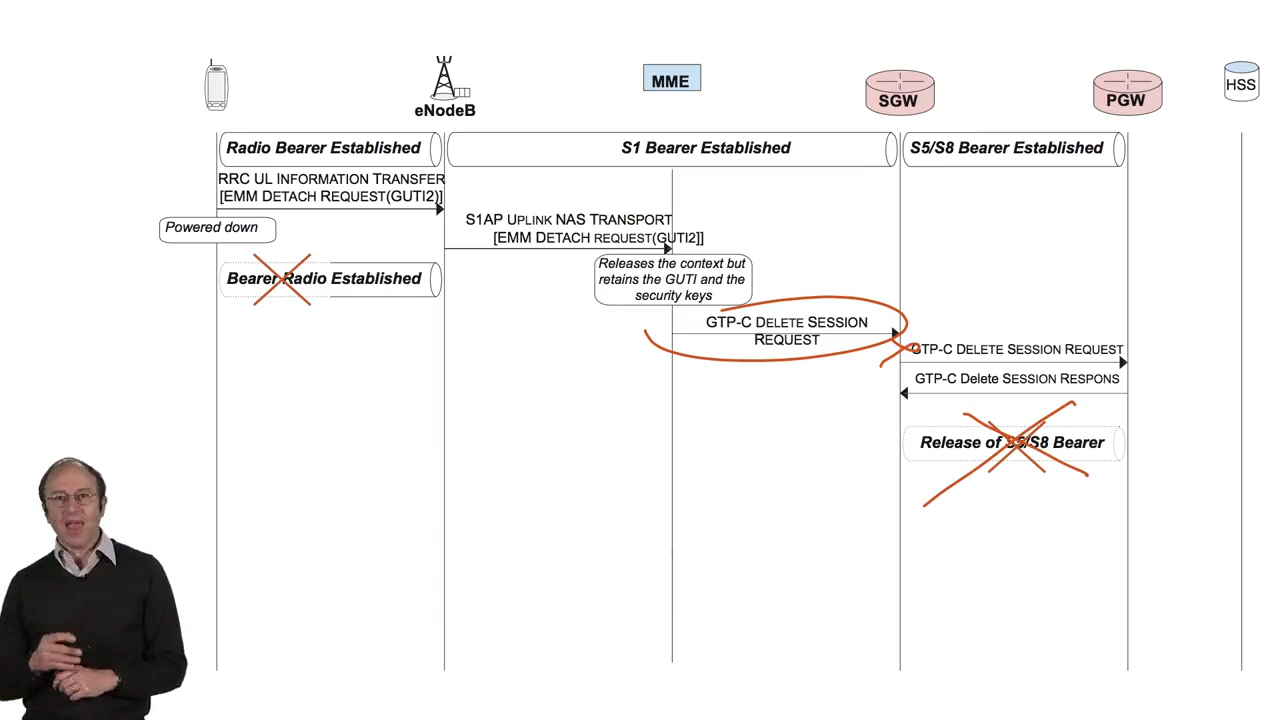 MME
HSS
SGW
PGW
eNodeB
Radio Bearer Established
S1 Bearer Established
S5/S8 Bearer Established
RRC UL INFORMATION TRANSFER
[EMM DETACH REQUEST(GUTI2)]
Powered down
S1AP UPLINK NAS TRANSPORT
[EMM DETACH REQUEST(GUTI2]]
Releases the context but
retains the GUTI and the
security keys
Bearer Radio Established
GTP-C DELETE SESSION
REQUEST
GTP-C DELETE SESSION REQUEST
GTP-C Delete SESSION RESPONS
Release of S5/S8 Bearer